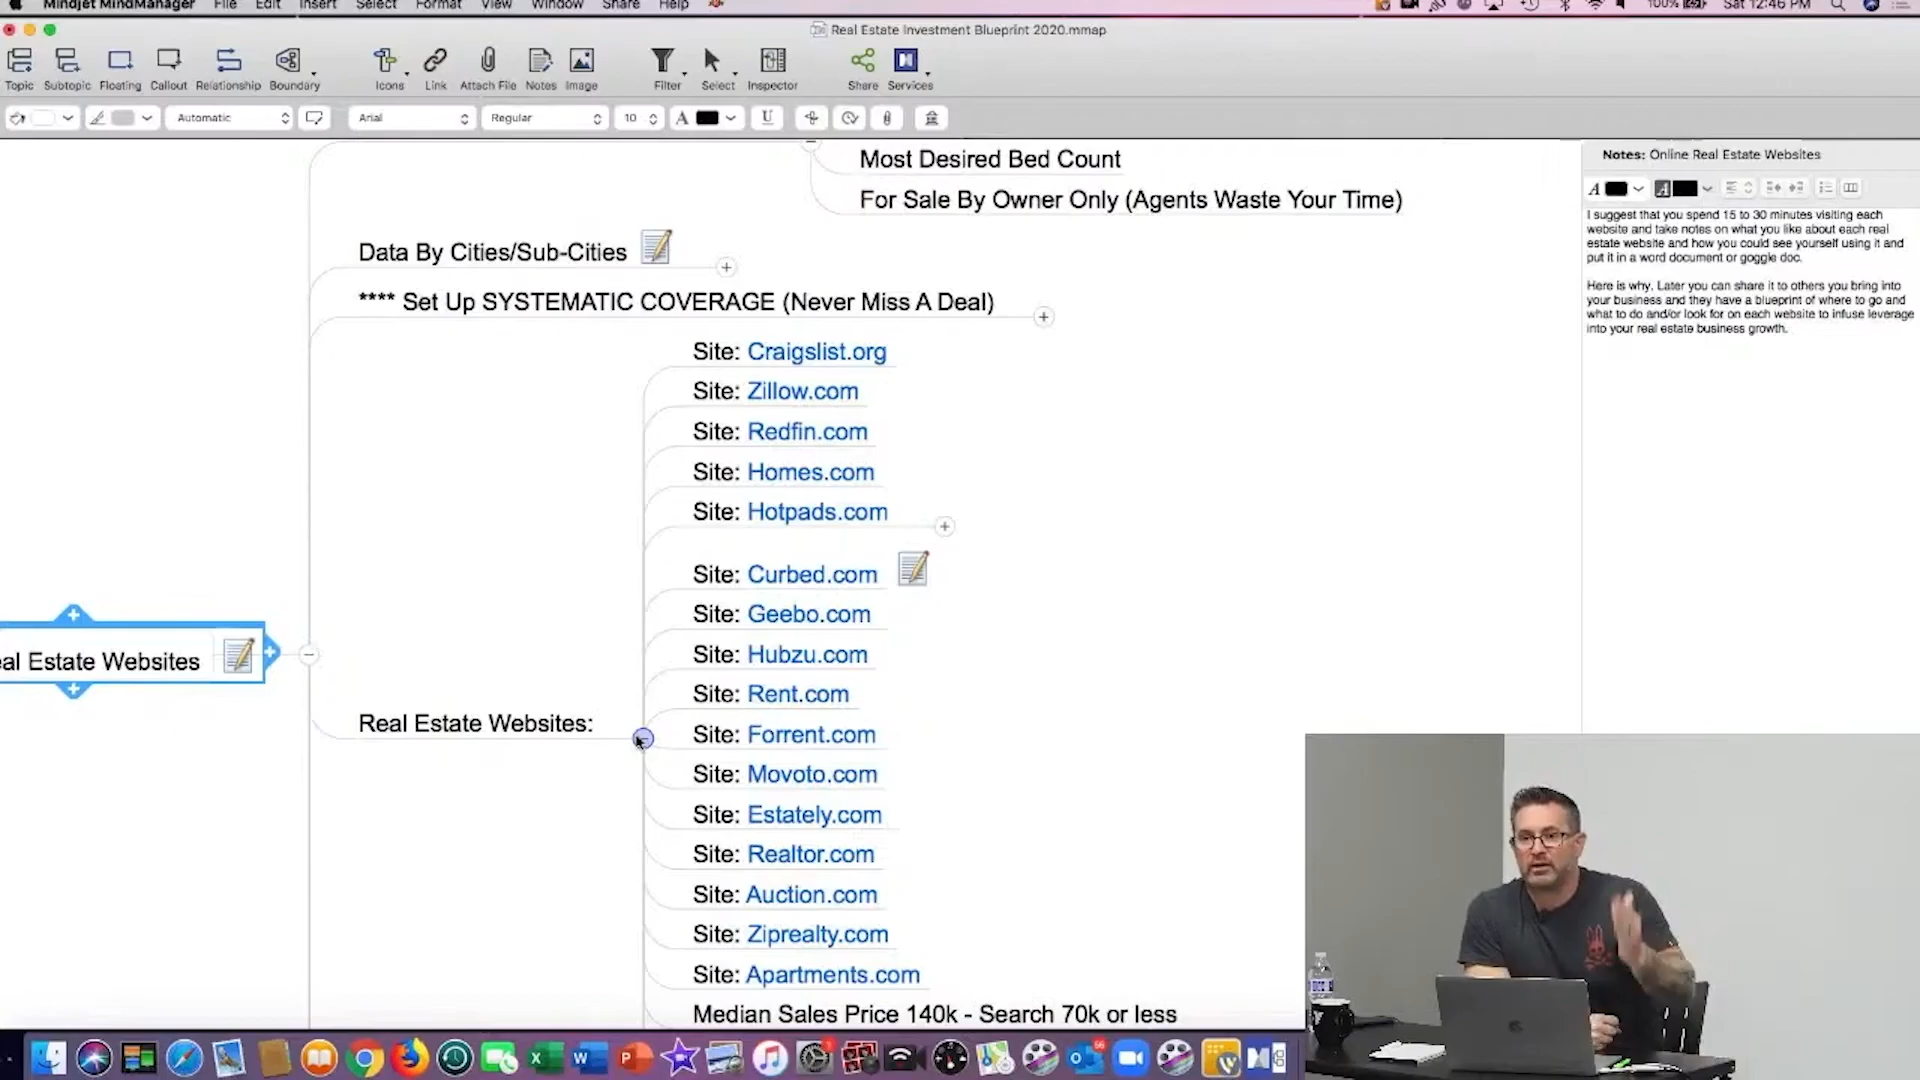 Mindjet MindManager File Edit Insert Select Format View Window Share Help 100% Sat 12:46 PM
Real Estate Investment Blueprint 2020.mmap
Topic Subtopic Floating Callout Relationship Boundary Icons Link Attach File Notes Image Filter Select Inspector Share Services
Automatic Arial Regular 10 A U
Most Desired Bed Count
For Sale By Owner Only (Agents Waste Your Time)
Data By Cities/Sub-Cities
**** Set Up SYSTEMATIC COVERAGE (Never Miss A Deal)
Site: Craigslist.org
Site: Zillow.com
Site: Redfin.com
Site: Homes.com
Site: Hotpads.com
Site: Curbed.com
Site: Geebo.com
Site: Hubzu.com
eal Estate Websites
Site: Rent.com
Real Estate Websites:
Site: Forrent.com
Site: Movoto.com
Site: Estately.com
Site: Realtor.com
Site: Auction.com
Site: Ziprealty.com
Site: Apartments.com
Median Sales Price 140k - Search 70k or less
Notes: Online Real Estate Websites
A A
I suggest that you spend 15 to 30 minutes visiting each
website and take notes on what you like about each real
estate website and how you could see yourself using it and
put it in a word document or goggle doc.
Here is why. Later you can share it to others you bring into
your business and they have a blueprint of where to go and
what to do and/or look for on each website to infuse leverage
into your real estate business growth.